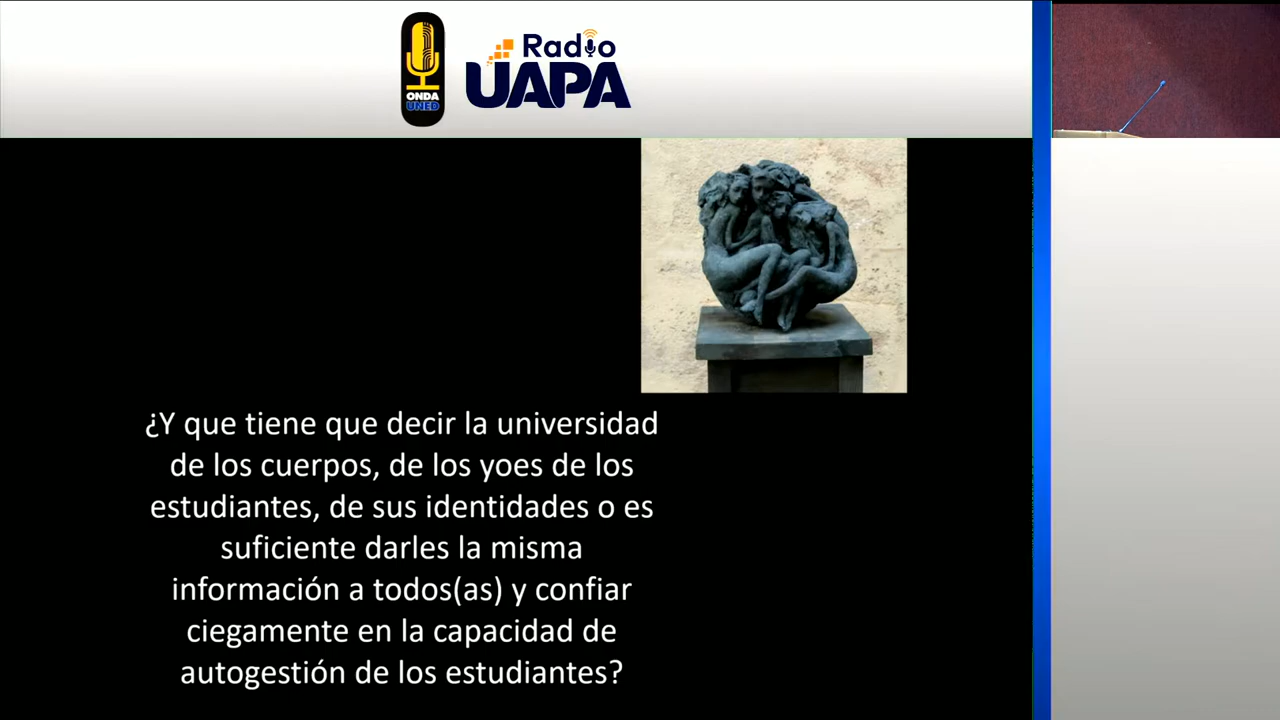 ONDA
UNED
Radio
UAPA
¿Y que tiene que decir la universidad
de los cuerpos, de los yoes de los
estudiantes, de sus identidades o es
suficiente darles la misma
información a todos(as) y confiar
ciegamente en la capacidad de
autogestión de los estudiantes?